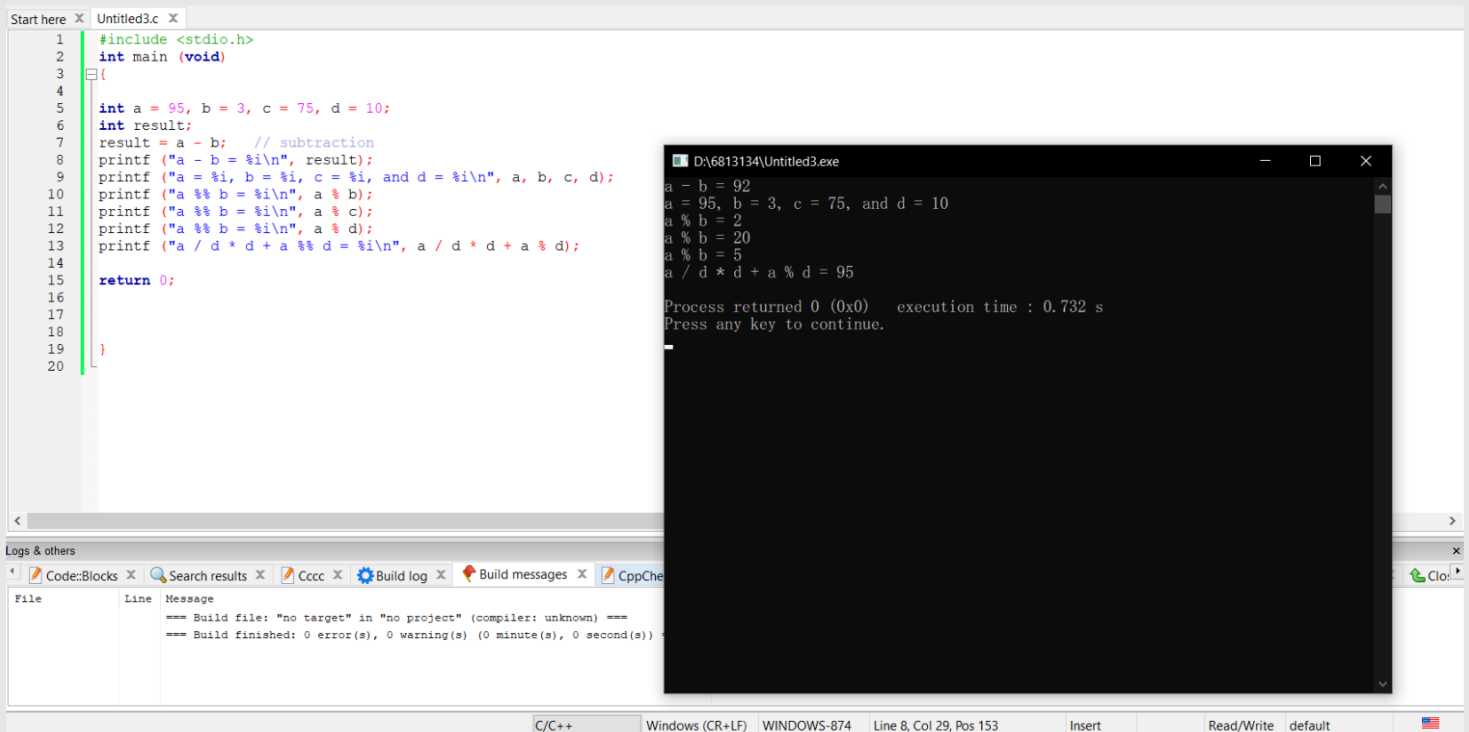 Start here X Untitled3.c X
1 #include <stdio.h>
2 int main (void)
3 {
4
5 int a = 95, b = 3, c = 75, d = 10;
6 int result;
7 result = a - b;   // subtraction
8 printf ("a - b = %i\n", result);
9 printf ("a = %i, b = %i, c = %i, and d = %i\n", a, b, c, d);
10 printf ("a %% b = %i\n", a % b);
11 printf ("a %% b = %i\n", a % c);
12 printf ("a %% b = %i\n", a % d);
13 printf ("a / d * d + a %% d = %i\n", a / d * d + a % d);
14
15 return 0;
16
17
18
19 }
20
D:\6813134\Untitled3.exe
a - b = 92
a = 95, b = 3, c = 75, and d = 10
a % b = 2
a % b = 20
a % b = 5
a / d * d + a % d = 95
Process returned 0 (0x0)   execution time : 0.732 s
Press any key to continue.
Logs & others
Code::Blocks X Search results X Cccc X Build log X Build messages X CppChe Clo
File Line Message
=== Build file: "no target" in "no project" (compiler: unknown) ===
=== Build finished: 0 error(s), 0 warning(s) (0 minute(s), 0 second(s)) =
C/C++ Windows (CR+LF) WINDOWS-874 Line 8, Col 29, Pos 153 Insert Read/Write default